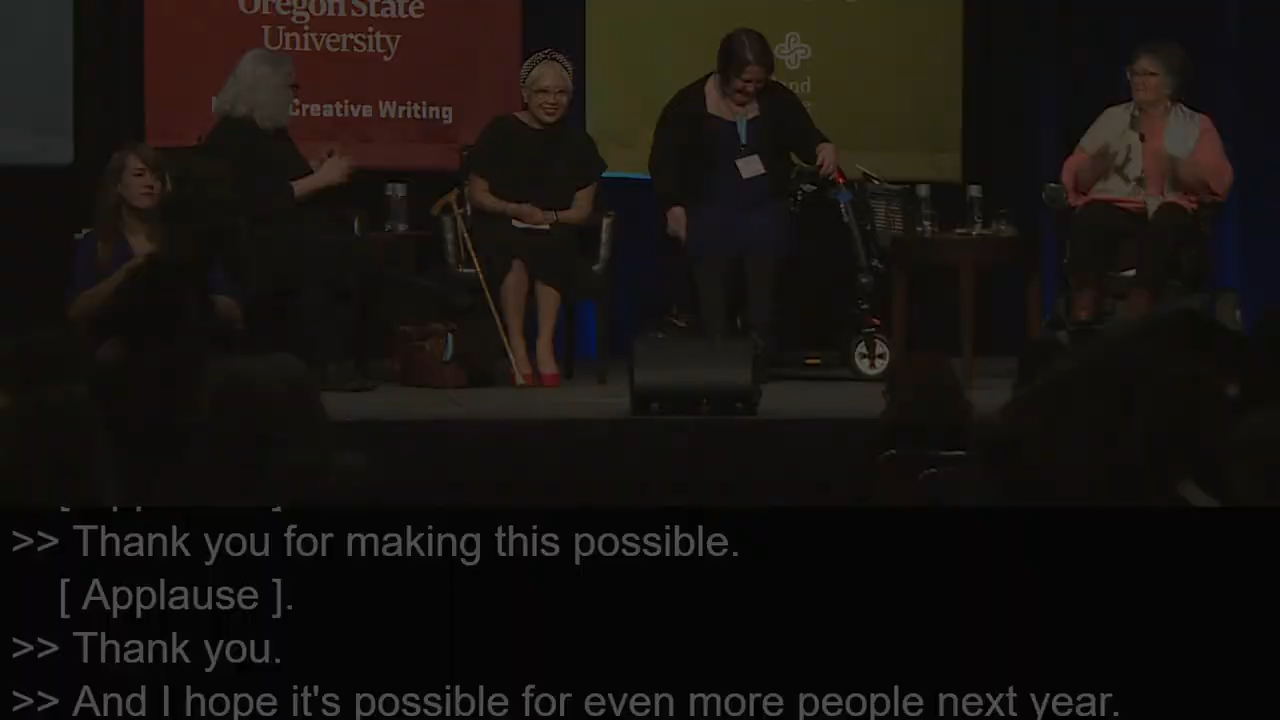 Oregon State
University
Creative Writing
>> Thank you for making this possible.
[ Applause ].
>> Thank you.
>> And I hope it's possible for even more people next year.